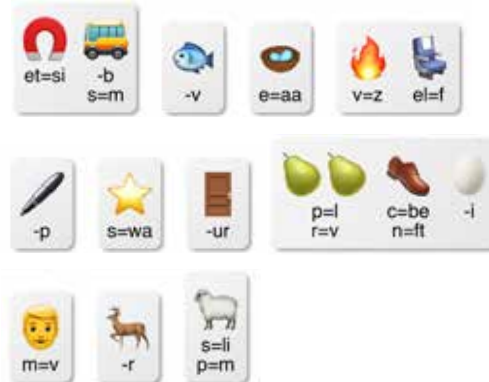 et=si -b
s=m
-v
e=aa
v=z el=f
-p
s=wa
-ur
p=l c=be -i
r=v n=ft
m=v
-r
s=li
p=m